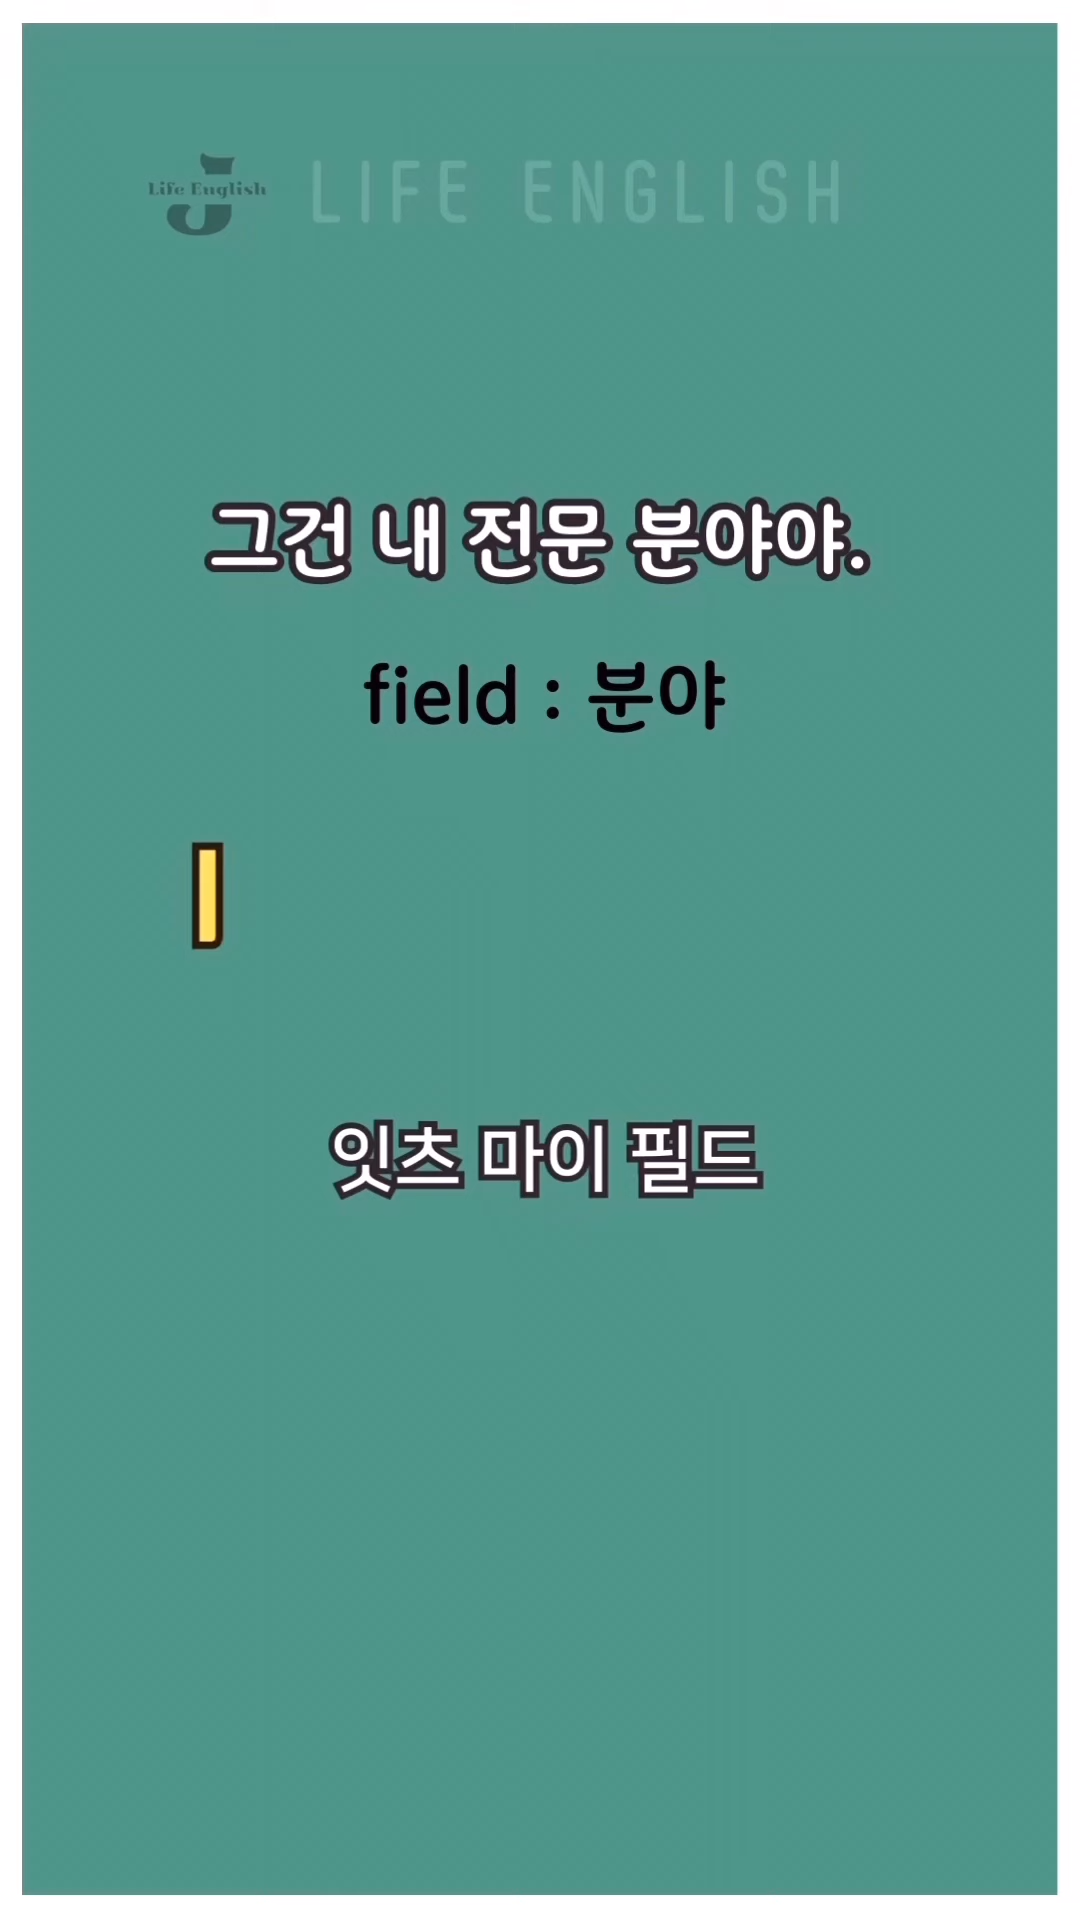 Life English
LIFE ENGLISH
그건 내 전문 분야야.
field : 분야
I
잇츠 마이 필드